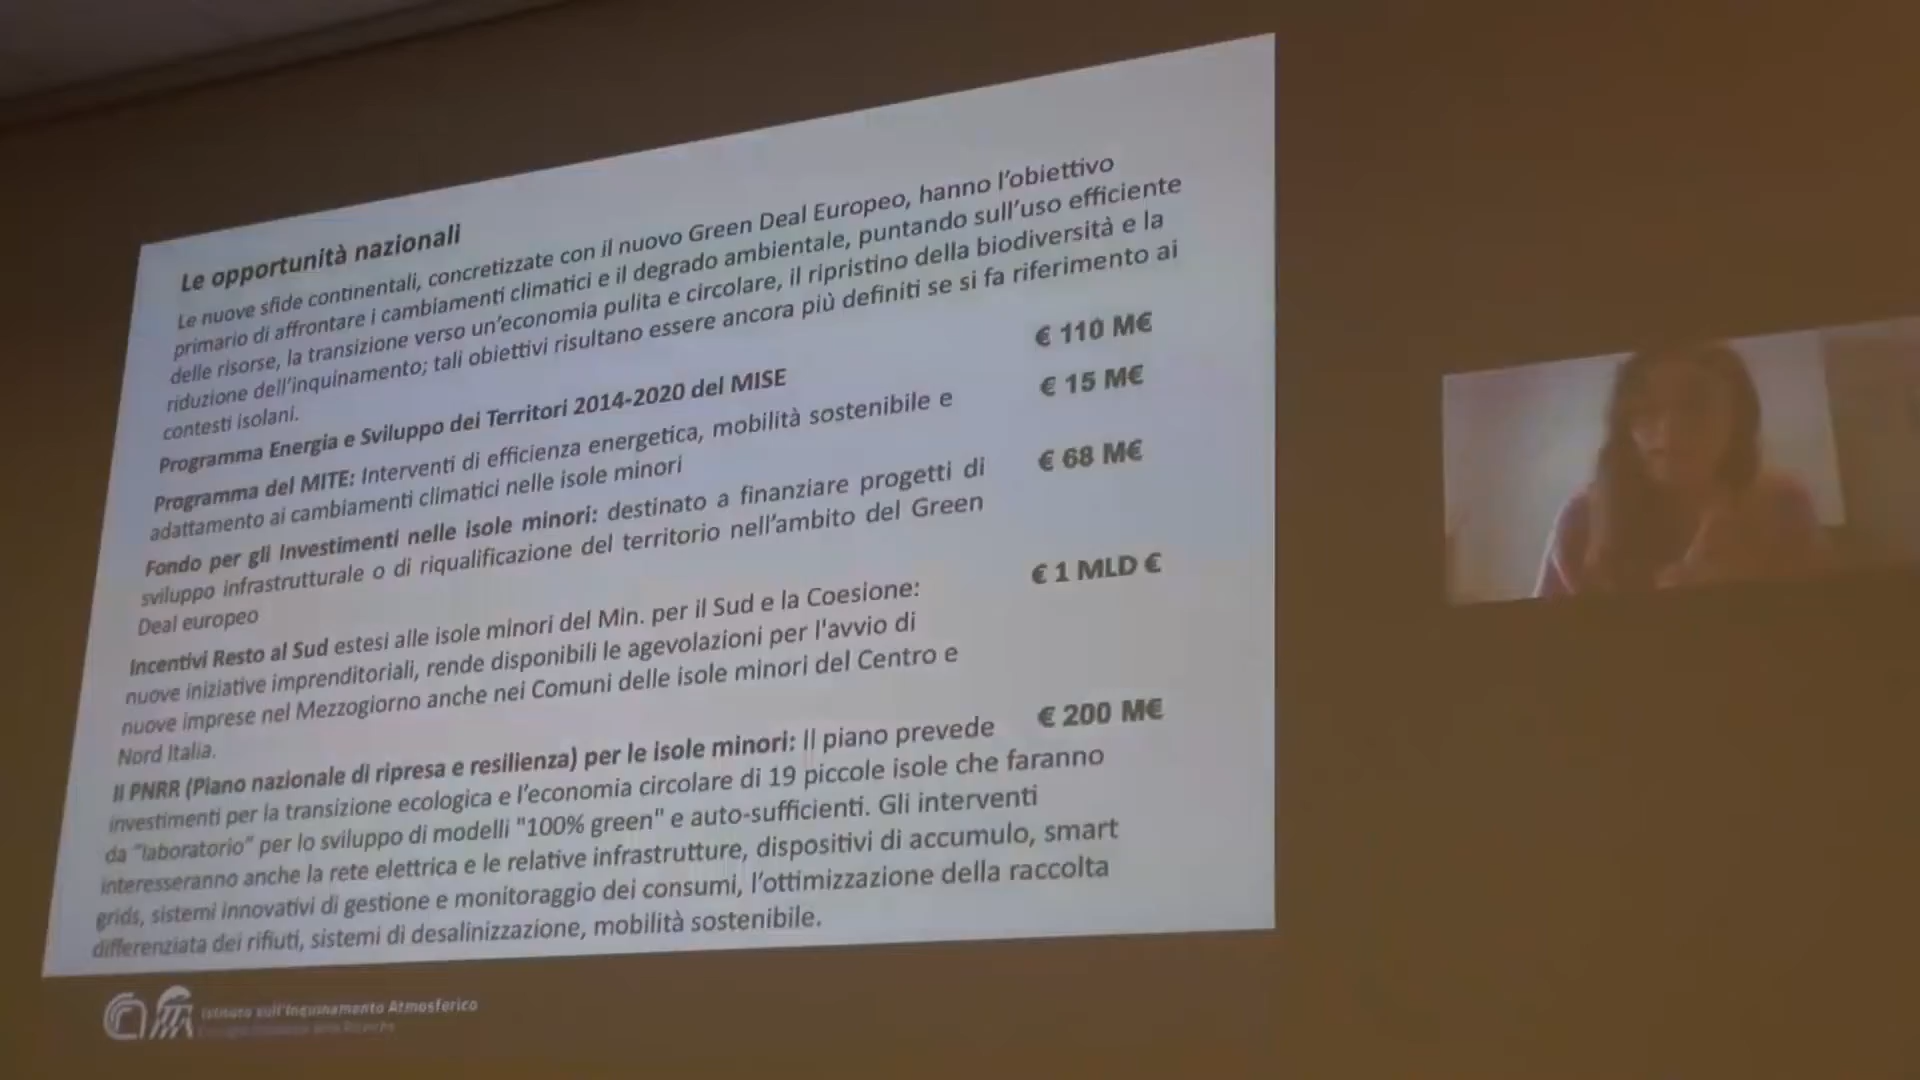 Le opportunità nazionali
Le nuove sfide continentali, concretizzate con il nuovo Green Deal Europeo, hanno l'obiettivo
primario di affrontare i cambiamenti climatici e il degrado ambientale, puntando sull'uso efficiente
delle risorse, la transizione verso un'economia pulita e circolare, il ripristino della biodiversità e la
riduzione dell'inquinamento; tali obiettivi risultano essere ancora più definiti se si fa riferimento ai
contesti isolani.
Programma Energia e Sviluppo dei Territori 2014-2020 del MISE
€ 110 M€
Programma del MITE: Interventi di efficienza energetica, mobilità sostenibile e
adattamento ai cambiamenti climatici nelle isole minori
€ 15 M€
Fondo per gli Investimenti nelle isole minori: destinato a finanziare progetti di
sviluppo infrastrutturale o di riqualificazione del territorio nell'ambito del Green
Deal europeo
€ 68 M€
Incentivi Resto al Sud estesi alle isole minori del Min. per il Sud e la Coesione:
nuove iniziative imprenditoriali, rende disponibili le agevolazioni per l'avvio di
nuove imprese nel Mezzogiorno anche nei Comuni delle isole minori del Centro e
Nord Italia.
€ 1 MLD €
Il PNRR (Piano nazionale di ripresa e resilienza) per le isole minori: Il piano prevede
€ 200 M€
investimenti per la transizione ecologica e l'economia circolare di 19 piccole isole che faranno
da "laboratorio" per lo sviluppo di modelli "100% green" e auto-sufficienti. Gli interventi
interesseranno anche la rete elettrica e le relative infrastrutture, dispositivi di accumulo, smart
grids, sistemi innovativi di gestione e monitoraggio dei consumi, l'ottimizzazione della raccolta
differenziata dei rifiuti, sistemi di desalinizzazione, mobilità sostenibile.
Istituto sull'Inquinamento Atmosferico